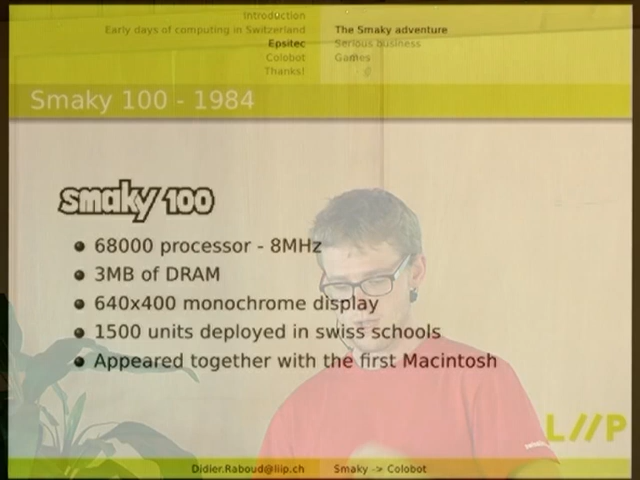 Introduction
Early days of computing in Switzerland
Epsitec
Colobot
Thanks!
The Smaky adventure
Serious business
Games
Smaky 100 - 1984
smaky 100
68000 processor - 8MHz
3MB of DRAM
640x400 monochrome display
1500 units deployed in swiss schools
Appeared together with the first Macintosh
LIIP
Didier.Raboud@liip.ch
Smaky -> Colobot